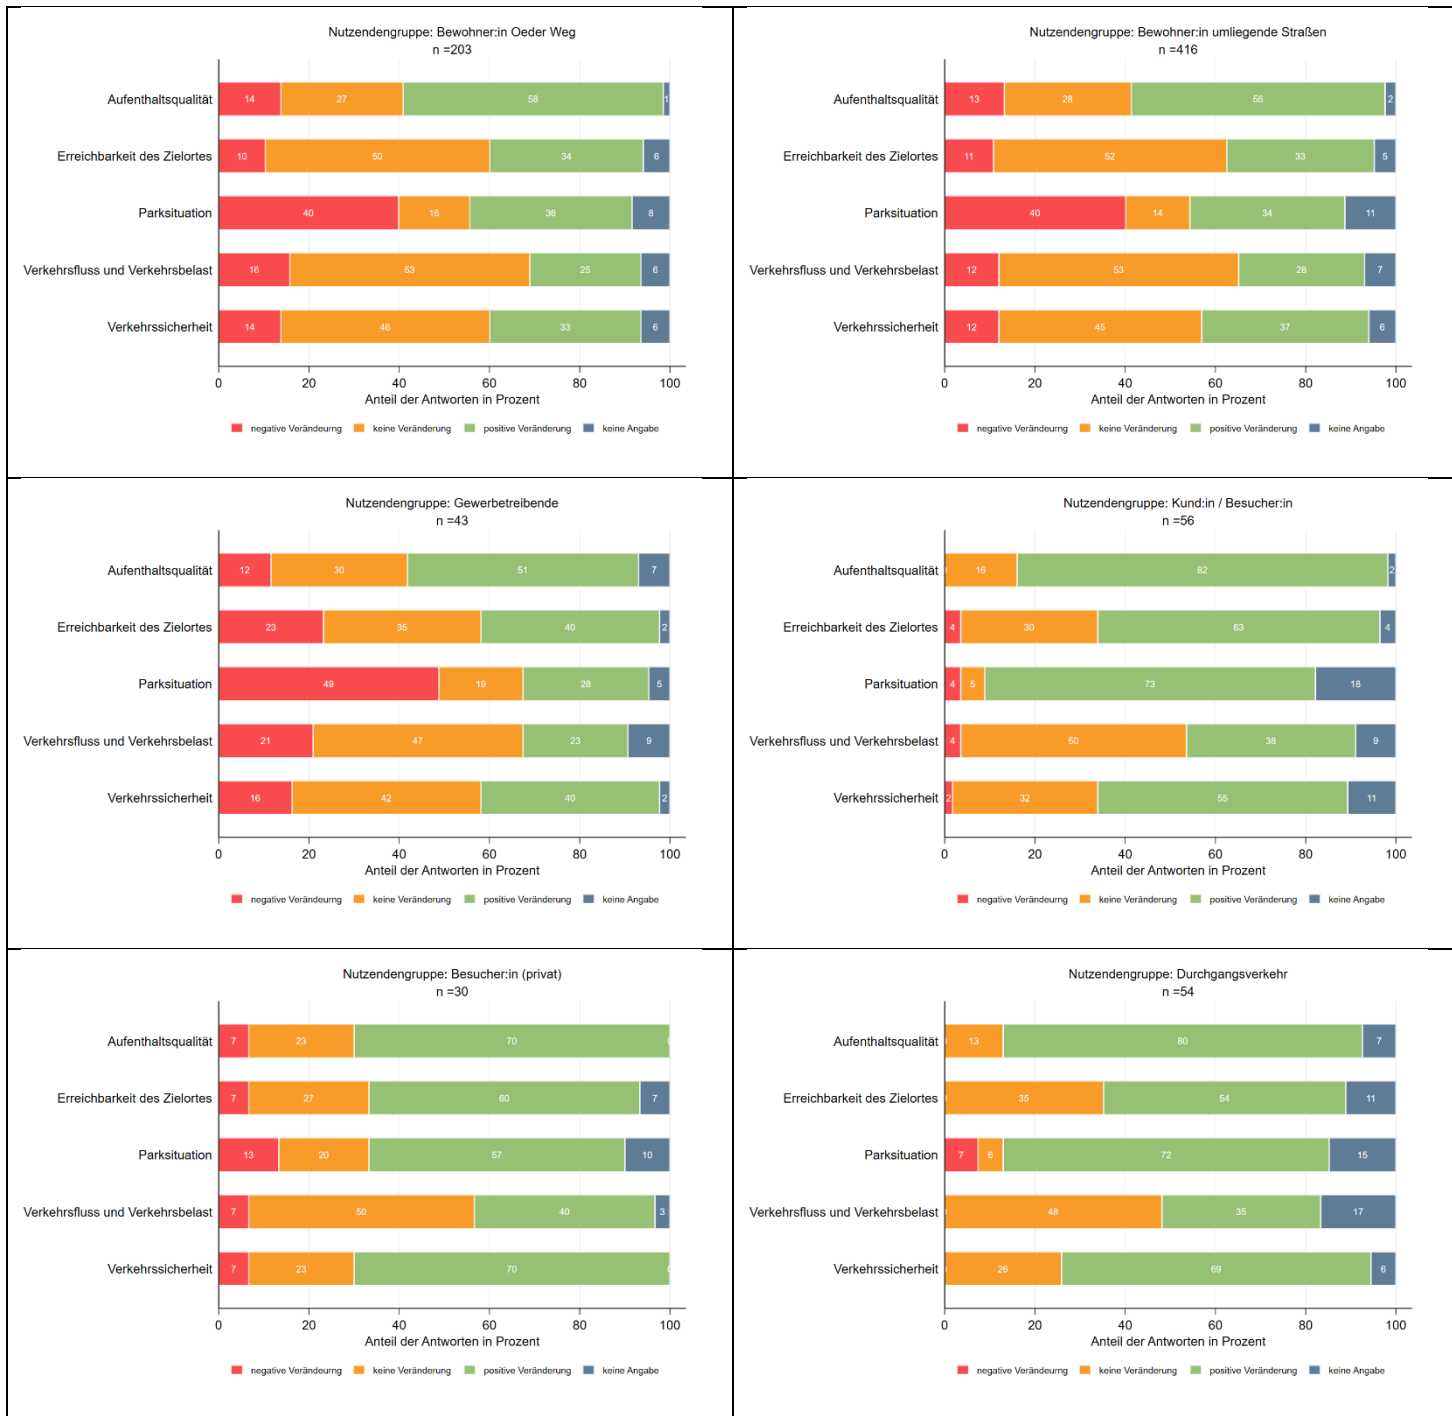 Nutzendengruppe: Bewohner:in Oeder Weg
n =203
Aufenthaltsqualität 14 27 58 1
Erreichbarkeit des Zielortes 10 50 34 6
Parksituation 40 16 36 8
Verkehrsfluss und Verkehrsbelast 16 53 25 6
Verkehrssicherheit 14 46 33 6
0 20 40 60 80 100
Anteil der Antworten in Prozent
negative Verändeurng keine Veränderung positive Veränderung keine Angabe
Nutzendengruppe: Bewohner:in umliegende Straßen
n =416
Aufenthaltsqualität 13 28 56 2
Erreichbarkeit des Zielortes 11 52 33 5
Parksituation 40 14 34 11
Verkehrsfluss und Verkehrsbelast 12 53 28 7
Verkehrssicherheit 12 45 37 6
0 20 40 60 80 100
Anteil der Antworten in Prozent
negative Verändeurng keine Veränderung positive Veränderung keine Angabe
Nutzendengruppe: Gewerbetreibende
n =43
Aufenthaltsqualität 12 30 51 7
Erreichbarkeit des Zielortes 23 35 40 2
Parksituation 49 19 28 5
Verkehrsfluss und Verkehrsbelast 21 47 23 9
Verkehrssicherheit 16 42 40 2
0 20 40 60 80 100
Anteil der Antworten in Prozent
negative Verändeurng keine Veränderung positive Veränderung keine Angabe
Nutzendengruppe: Kund:in / Besucher:in
n =56
Aufenthaltsqualität 16 82 2
Erreichbarkeit des Zielortes 4 30 63 4
Parksituation 4 5 73 18
Verkehrsfluss und Verkehrsbelast 4 50 38 9
Verkehrssicherheit 2 32 55 11
0 20 40 60 80 100
Anteil der Antworten in Prozent
negative Verändeurng keine Veränderung positive Veränderung keine Angabe
Nutzendengruppe: Besucher:in (privat)
n =30
Aufenthaltsqualität 7 23 70
Erreichbarkeit des Zielortes 7 27 60 7
Parksituation 13 20 57 10
Verkehrsfluss und Verkehrsbelast 7 50 40 3
Verkehrssicherheit 7 23 70
0 20 40 60 80 100
Anteil der Antworten in Prozent
negative Verändeurng keine Veränderung positive Veränderung keine Angabe
Nutzendengruppe: Durchgangsverkehr
n =54
Aufenthaltsqualität 13 80 7
Erreichbarkeit des Zielortes 35 54 11
Parksituation 7 6 72 15
Verkehrsfluss und Verkehrsbelast 48 35 17
Verkehrssicherheit 26 69 6
0 20 40 60 80 100
Anteil der Antworten in Prozent
negative Verändeurng keine Veränderung positive Veränderung keine Angabe